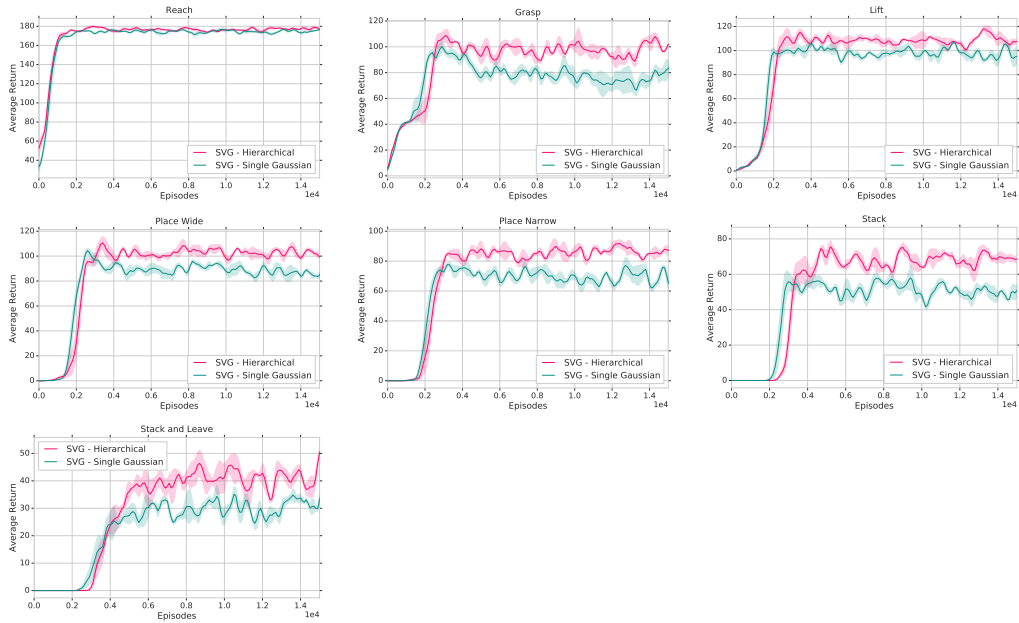 Reach
Average Return
180
160
140
120
100
80
60
40
SVG - Hierarchical
SVG - Single Gaussian
0.0 0.2 0.4 0.6 0.8 1.0 1.2 1.4
Episodes
1e4
Grasp
Average Return
120
100
80
60
40
20
0
SVG - Hierarchical
SVG - Single Gaussian
0.0 0.2 0.4 0.6 0.8 1.0 1.2 1.4
Episodes
1e4
Lift
Average Return
120
100
80
60
40
20
0
SVG - Hierarchical
SVG - Single Gaussian
0.0 0.2 0.4 0.6 0.8 1.0 1.2 1.4
Episodes
1e4
Place Wide
Average Return
120
100
80
60
40
20
0
SVG - Hierarchical
SVG - Single Gaussian
0.0 0.2 0.4 0.6 0.8 1.0 1.2 1.4
Episodes
1e4
Place Narrow
Average Return
100
80
60
40
20
0
SVG - Hierarchical
SVG - Single Gaussian
0.0 0.2 0.4 0.6 0.8 1.0 1.2 1.4
Episodes
1e4
Stack
Average Return
80
60
40
20
0
SVG - Hierarchical
SVG - Single Gaussian
0.0 0.2 0.4 0.6 0.8 1.0 1.2 1.4
Episodes
1e4
Stack and Leave
Average Return
50
40
30
20
10
0
SVG - Hierarchical
SVG - Single Gaussian
0.0 0.2 0.4 0.6 0.8 1.0 1.2 1.4
Episodes
1e4